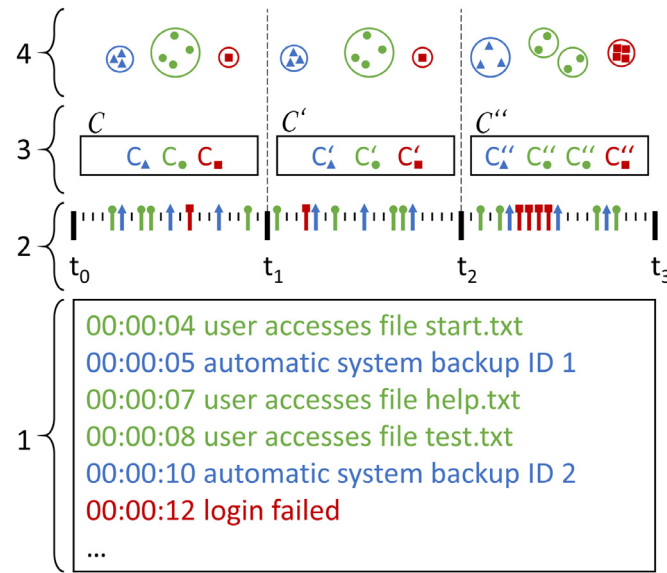 4
C C‘ C‘‘
3
C▲ C● C■ C‘▲ C‘● C‘■ C‘‘▲ C‘‘● C‘‘● C‘‘■
2
t0 t1 t2 t3
1
00:00:04 user accesses file start.txt
00:00:05 automatic system backup ID 1
00:00:07 user accesses file help.txt
00:00:08 user accesses file test.txt
00:00:10 automatic system backup ID 2
00:00:12 login failed
...